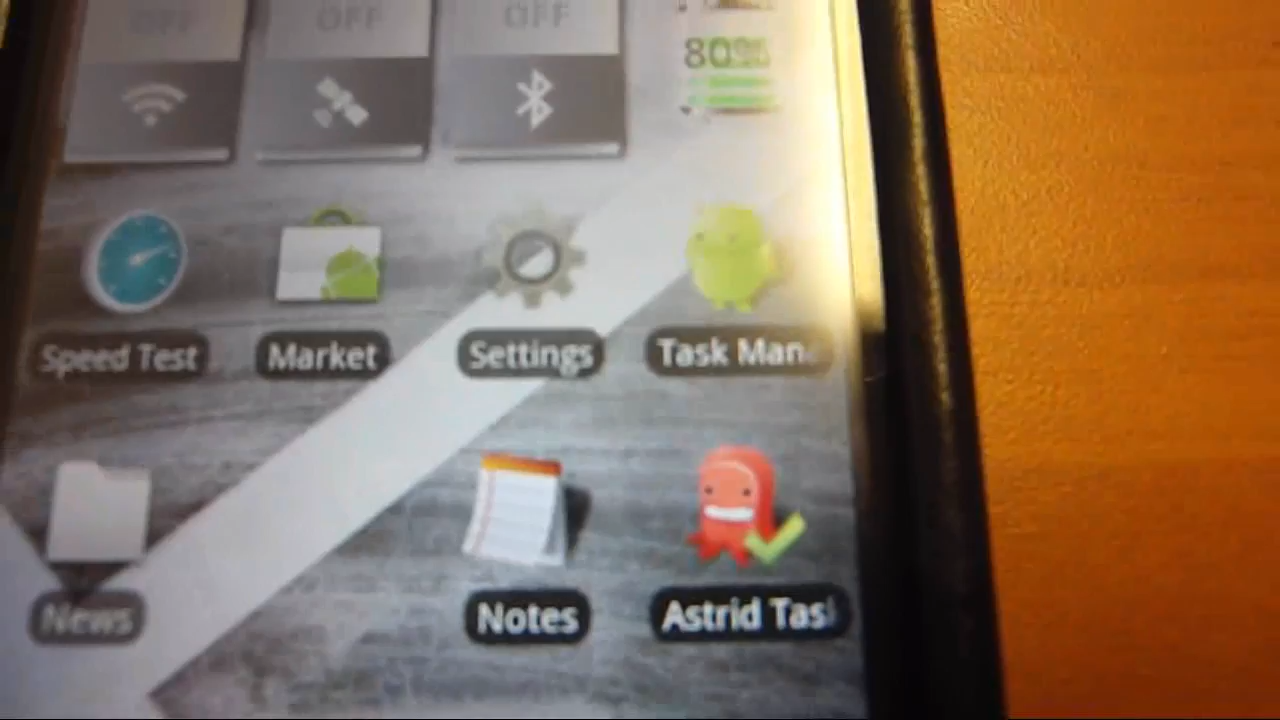 OFF OFF OFF
80%
Speed Test Market Settings Task Man
News Notes Astrid Tas